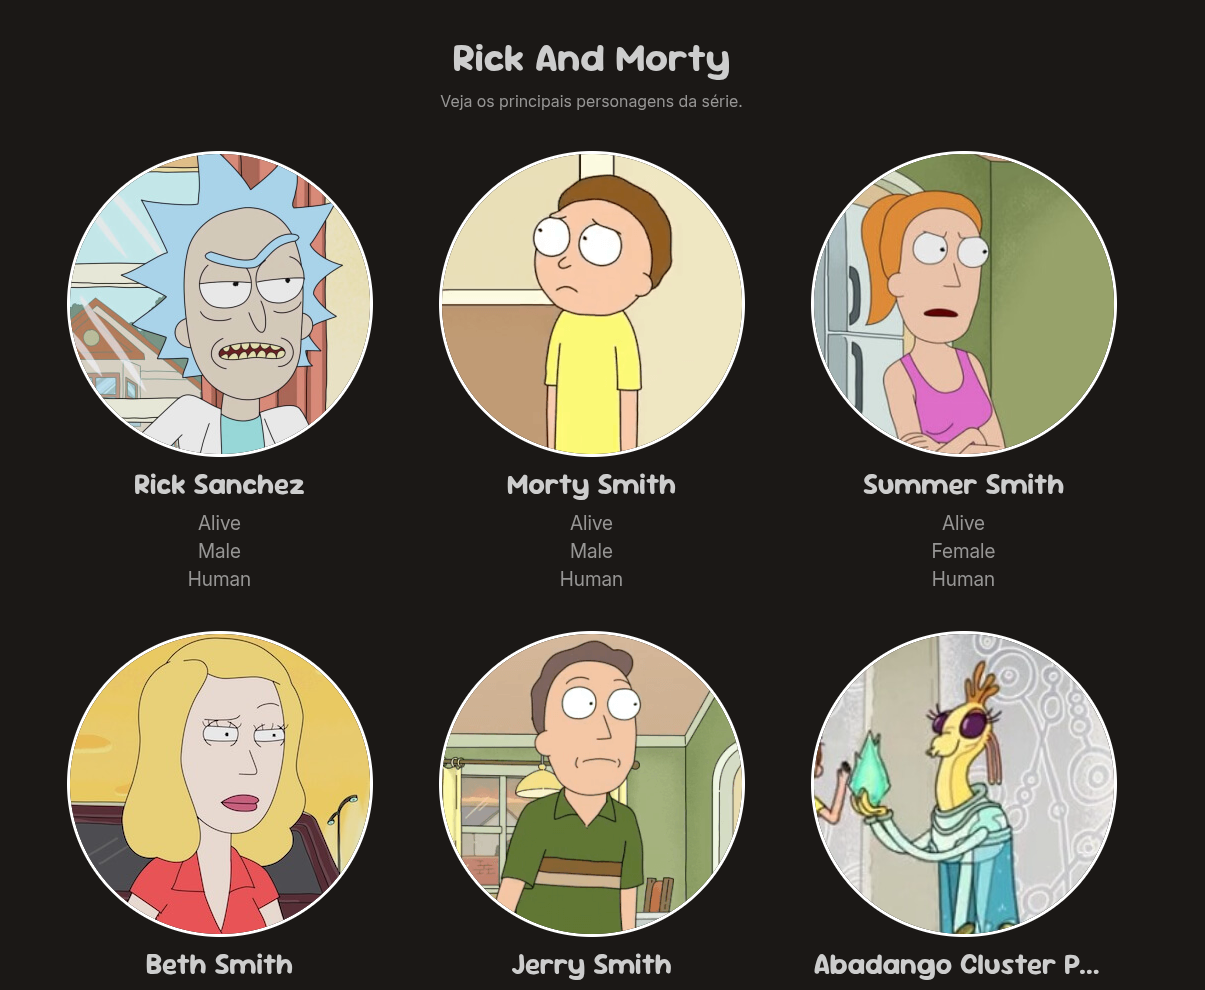 Rick And Morty
Veja os principais personagens da série.
Rick Sanchez
Morty Smith
Summer Smith
Alive
Alive
Alive
Male
Male
Female
Human
Human
Human
Beth Smith
Jerry Smith
Abadango Cluster P...